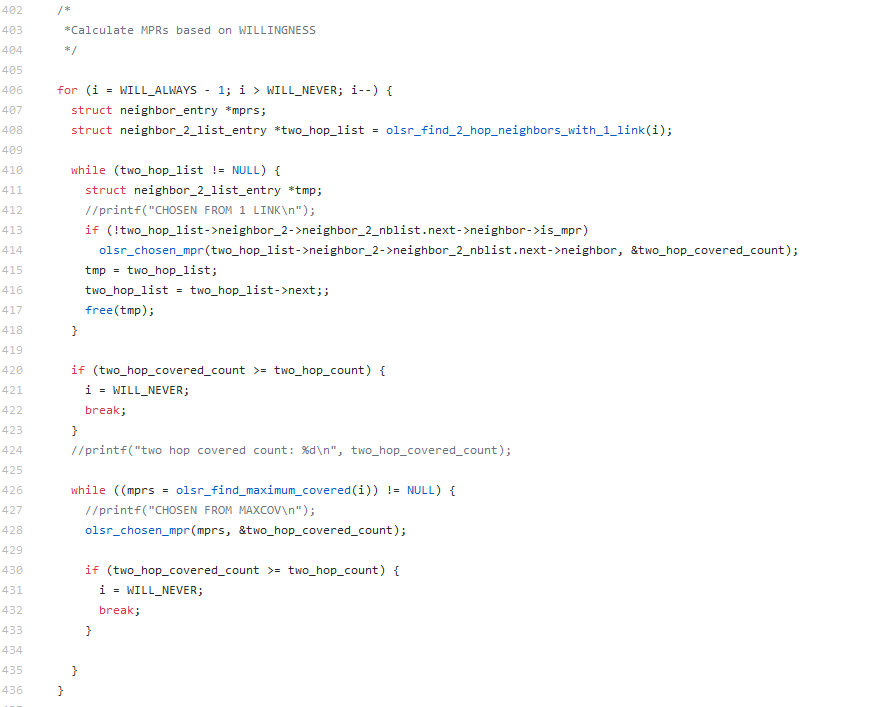 402 /*
403 *Calculate MPRs based on WILLINGNESS
404 */
405
406 for (i = WILL_ALWAYS - 1; i > WILL_NEVER; i--) {
407 struct neighbor_entry *mprs;
408 struct neighbor_2_list_entry *two_hop_list = olsr_find_2_hop_neighbors_with_1_link(i);
409
410 while (two_hop_list != NULL) {
411 struct neighbor_2_list_entry *tmp;
412 //printf("CHOSEN FROM 1 LINK\n");
413 if (!two_hop_list->neighbor_2->neighbor_2_nblist.next->neighbor->is_mpr)
414 olsr_chosen_mpr(two_hop_list->neighbor_2->neighbor_2_nblist.next->neighbor, &two_hop_covered_count);
415 tmp = two_hop_list;
416 two_hop_list = two_hop_list->next;;
417 free(tmp);
418 }
419
420 if (two_hop_covered_count >= two_hop_count) {
421 i = WILL_NEVER;
422 break;
423 }
424 //printf("two hop covered count: %d\n", two_hop_covered_count);
425
426 while ((mprs = olsr_find_maximum_covered(i)) != NULL) {
427 //printf("CHOSEN FROM MAXCOV\n");
428 olsr_chosen_mpr(mprs, &two_hop_covered_count);
429
430 if (two_hop_covered_count >= two_hop_count) {
431 i = WILL_NEVER;
432 break;
433 }
434
435 }
436 }